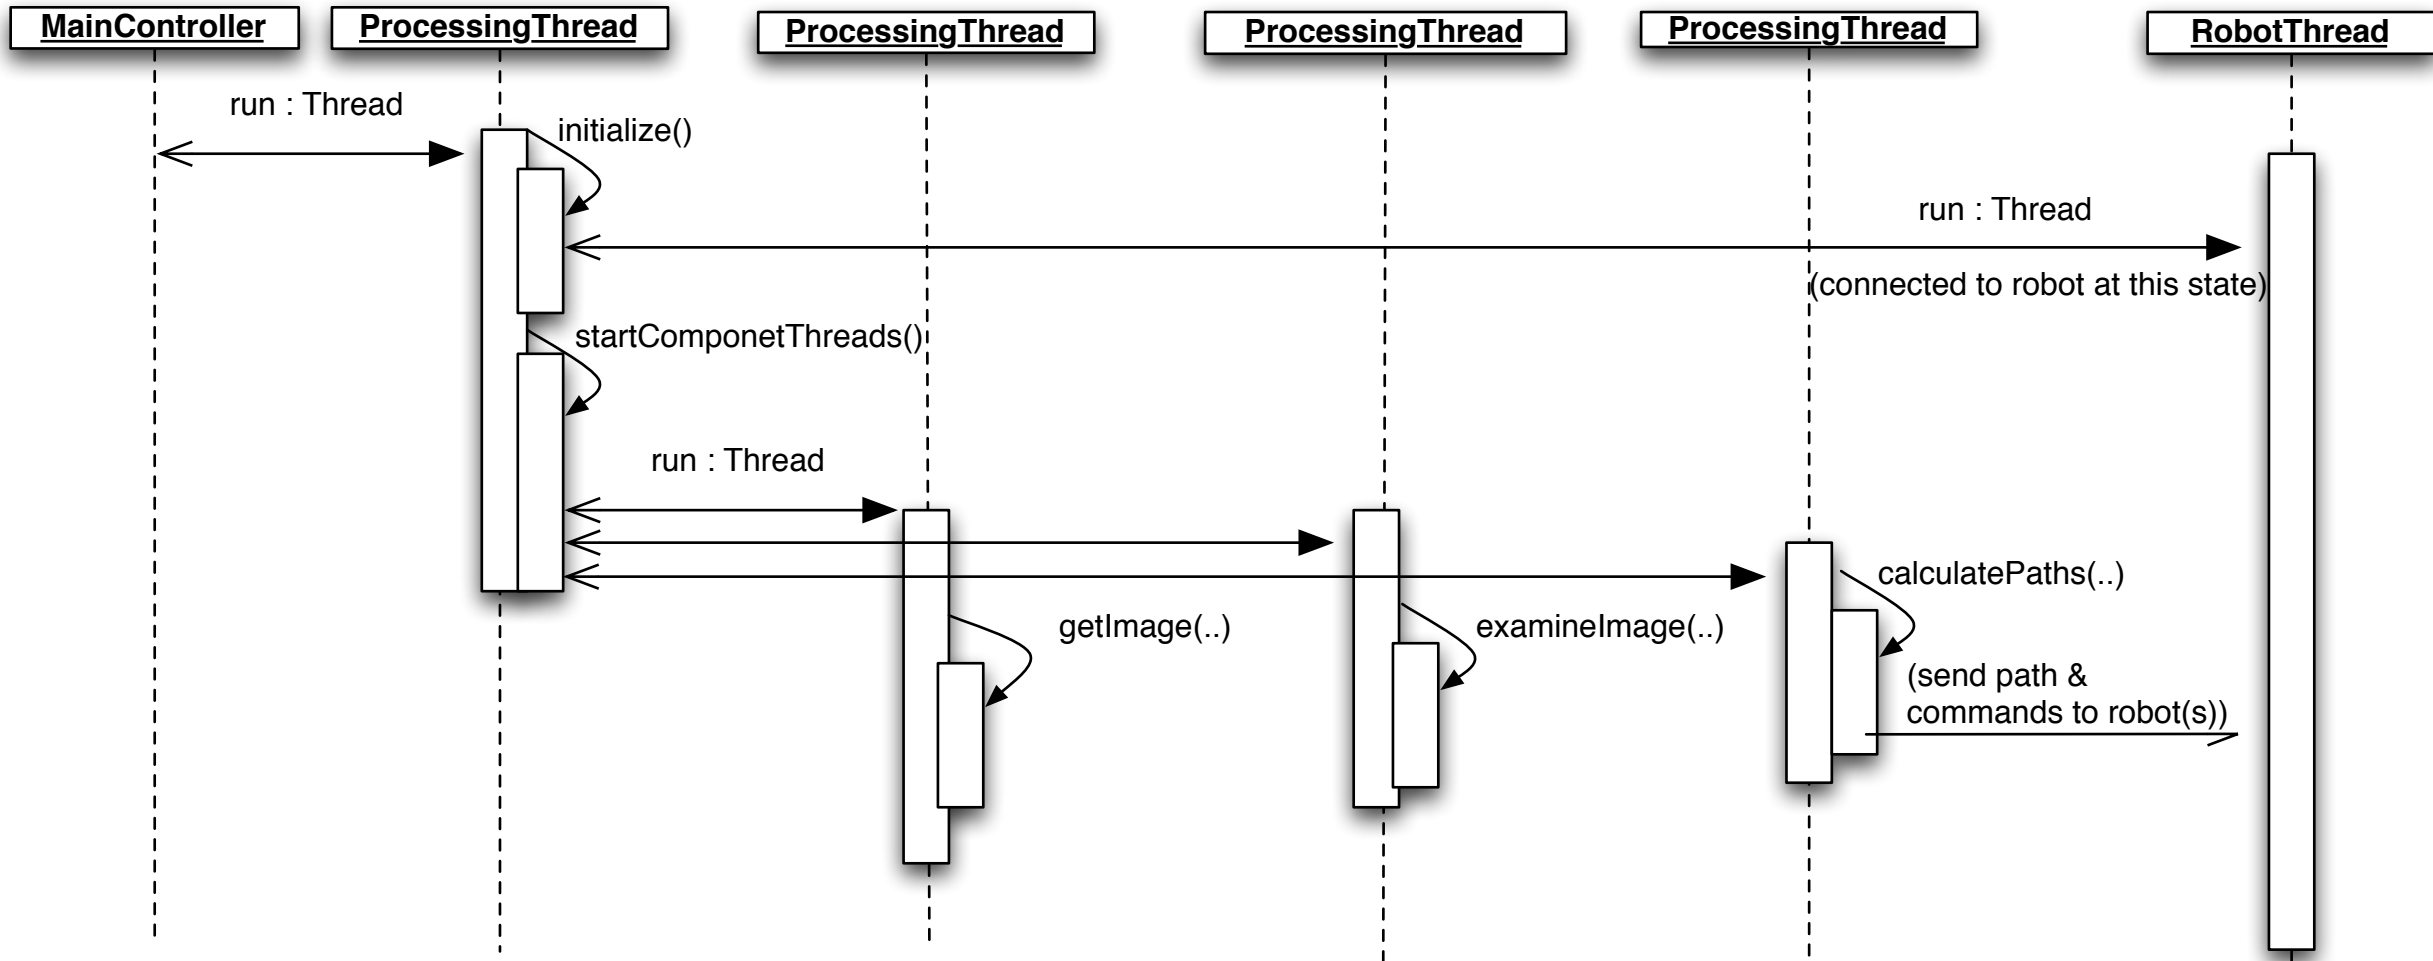 MainController
ProcessingThread
ProcessingThread
ProcessingThread
ProcessingThread
RobotThread
run : Thread
initialize()
run : Thread
(connected to robot at this state)
startComponetThreads()
run : Thread
calculatePaths(..)
getImage(..)
examineImage(..)
(send path &
commands to robot(s))